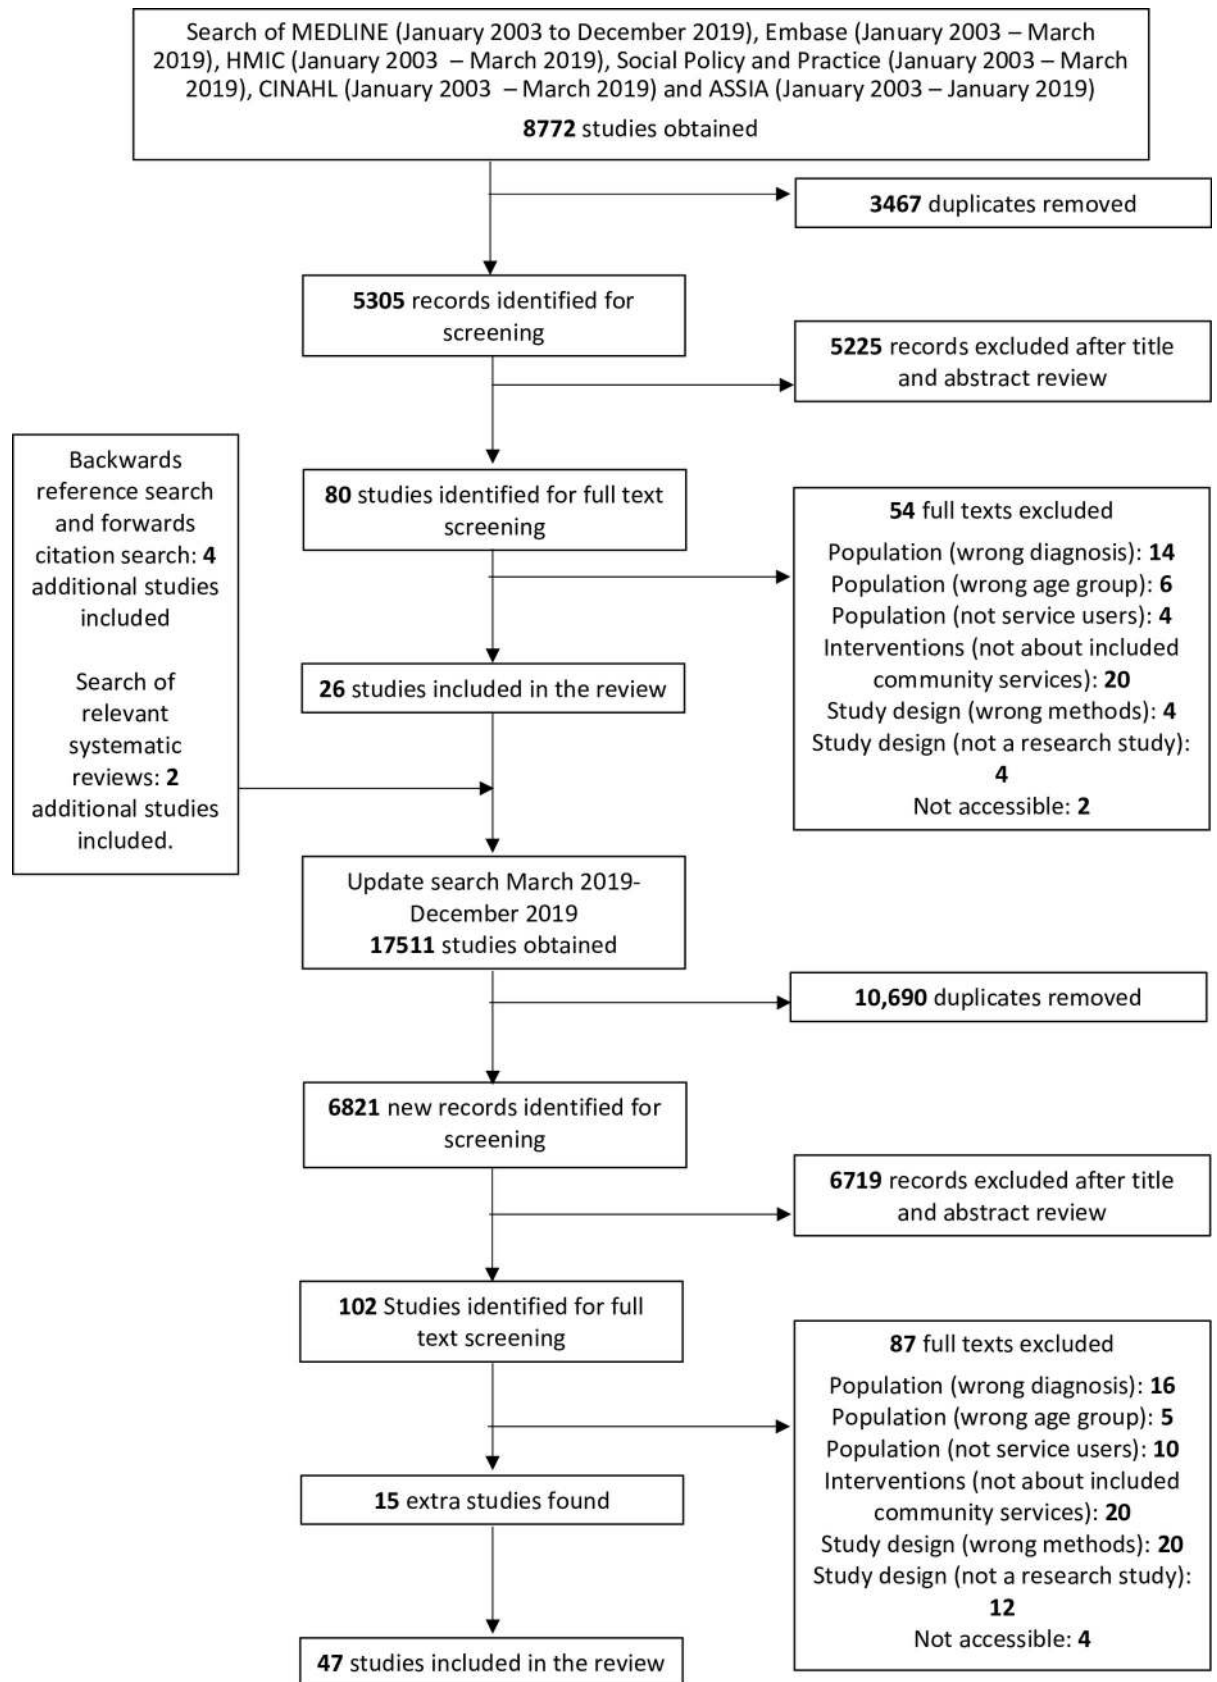 Search of MEDLINE (January 2003 to December 2019), Embase (January 2003 – March
2019), HMIC (January 2003 – March 2019), Social Policy and Practice (January 2003 – March
2019), CINAHL (January 2003 – March 2019) and ASSIA (January 2003 – January 2019)
8772 studies obtained
3467 duplicates removed
5305 records identified for
screening
5225 records excluded after title
and abstract review
Backwards
reference search
and forwards
citation search: 4
additional studies
included
Search of
relevant
systematic
reviews: 2
additional studies
included.
80 studies identified for full text
screening
54 full texts excluded
Population (wrong diagnosis): 14
Population (wrong age group): 6
Population (not service users): 4
Interventions (not about included
community services): 20
Study design (wrong methods): 4
Study design (not a research study):
4
Not accessible: 2
26 studies included in the review
Update search March 2019-
December 2019
17511 studies obtained
10,690 duplicates removed
6821 new records identified for
screening
6719 records excluded after title
and abstract review
102 Studies identified for full
text screening
87 full texts excluded
Population (wrong diagnosis): 16
Population (wrong age group): 5
Population (not service users): 10
Interventions (not about included
community services): 20
Study design (wrong methods): 20
Study design (not a research study):
12
Not accessible: 4
15 extra studies found
47 studies included in the review